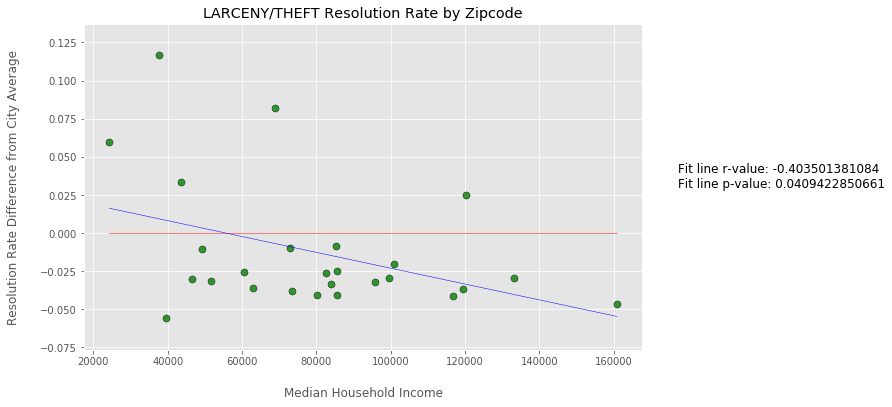 LARCENY/THEFT Resolution Rate by Zipcode
Resolution Rate Difference from City Average
0.125
0.100
0.075
0.050
0.025
0.000
−0.025
−0.050
−0.075
20000 40000 60000 80000 100000 120000 140000 160000
Median Household Income
Fit line r-value: -0.403501381084
Fit line p-value: 0.0409422850661